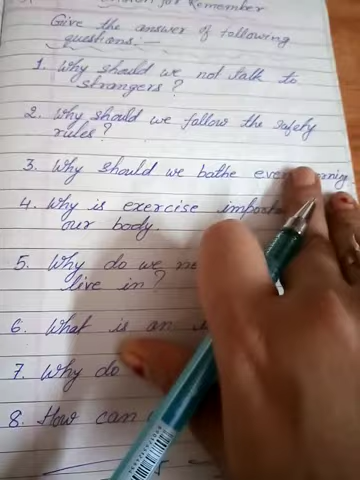 for Remember
Give the answer of following
questions.—
1. Why should we not talk to
strangers?
2. Why should we follow the safety
rules?
3. Why should we bathe
4. Why is exercise
our body.
5. Why do we
live in?
6. What is an
7. Why do
8. How can